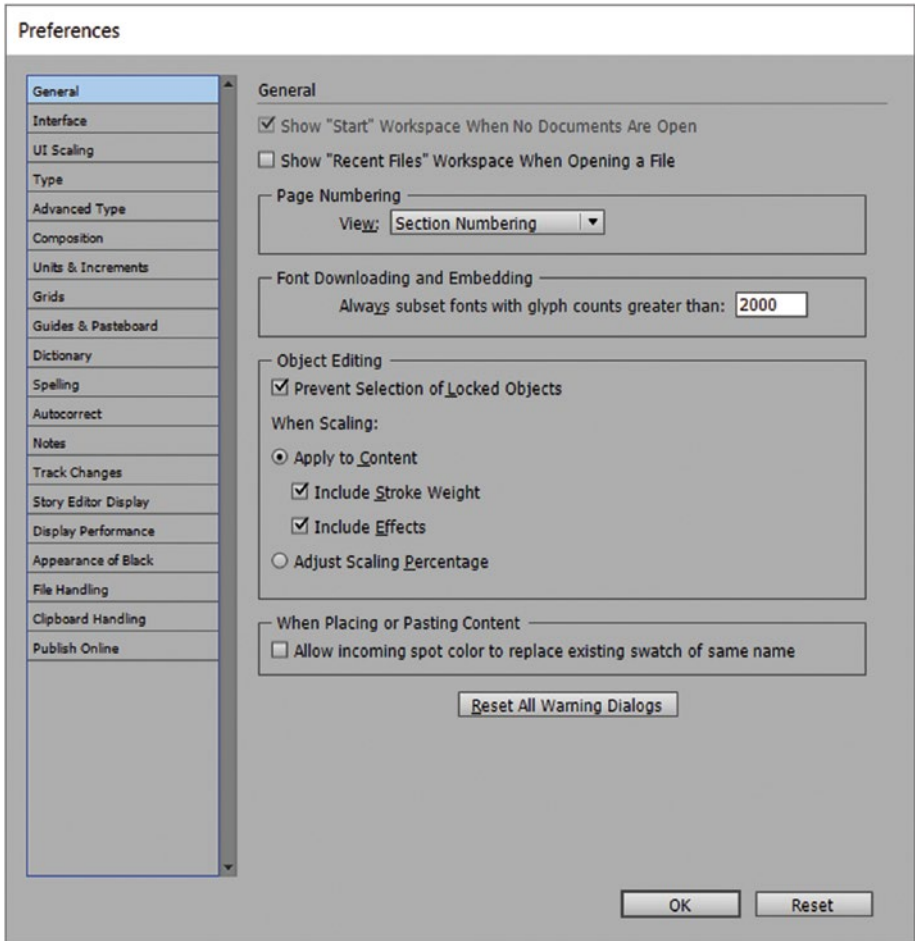 Preferences
General
Interface
UI Scaling
Type
Advanced Type
Composition
Units & Increments
Grids
Guides & Pasteboard
Dictionary
Spelling
Autocorrect
Notes
Track Changes
Story Editor Display
Display Performance
Appearance of Black
File Handling
Clipboard Handling
Publish Online
General
Show "Start" Workspace When No Documents Are Open
Show "Recent Files" Workspace When Opening a File
Page Numbering
View: Section Numbering
Font Downloading and Embedding
Always subset fonts with glyph counts greater than: 2000
Object Editing
Prevent Selection of Locked Objects
When Scaling:
Apply to Content
Include Stroke Weight
Include Effects
Adjust Scaling Percentage
When Placing or Pasting Content
Allow incoming spot color to replace existing swatch of same name
Reset All Warning Dialogs
OK Reset